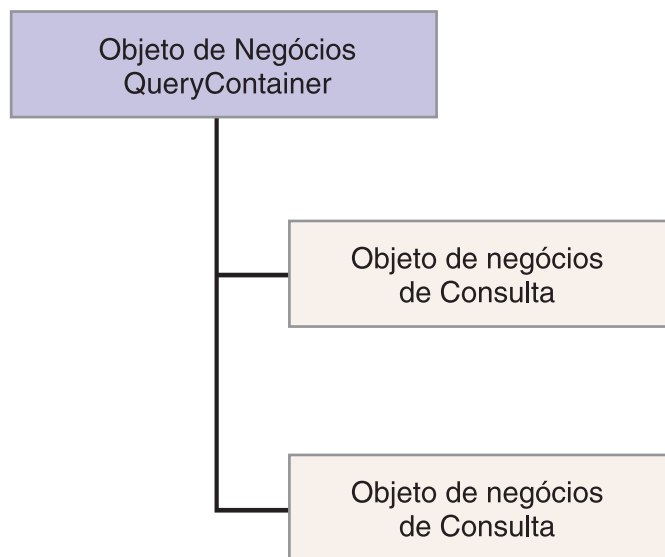 Objeto de Negócios
QueryContainer
Objeto de negócios
de Consulta
Objeto de negócios
de Consulta